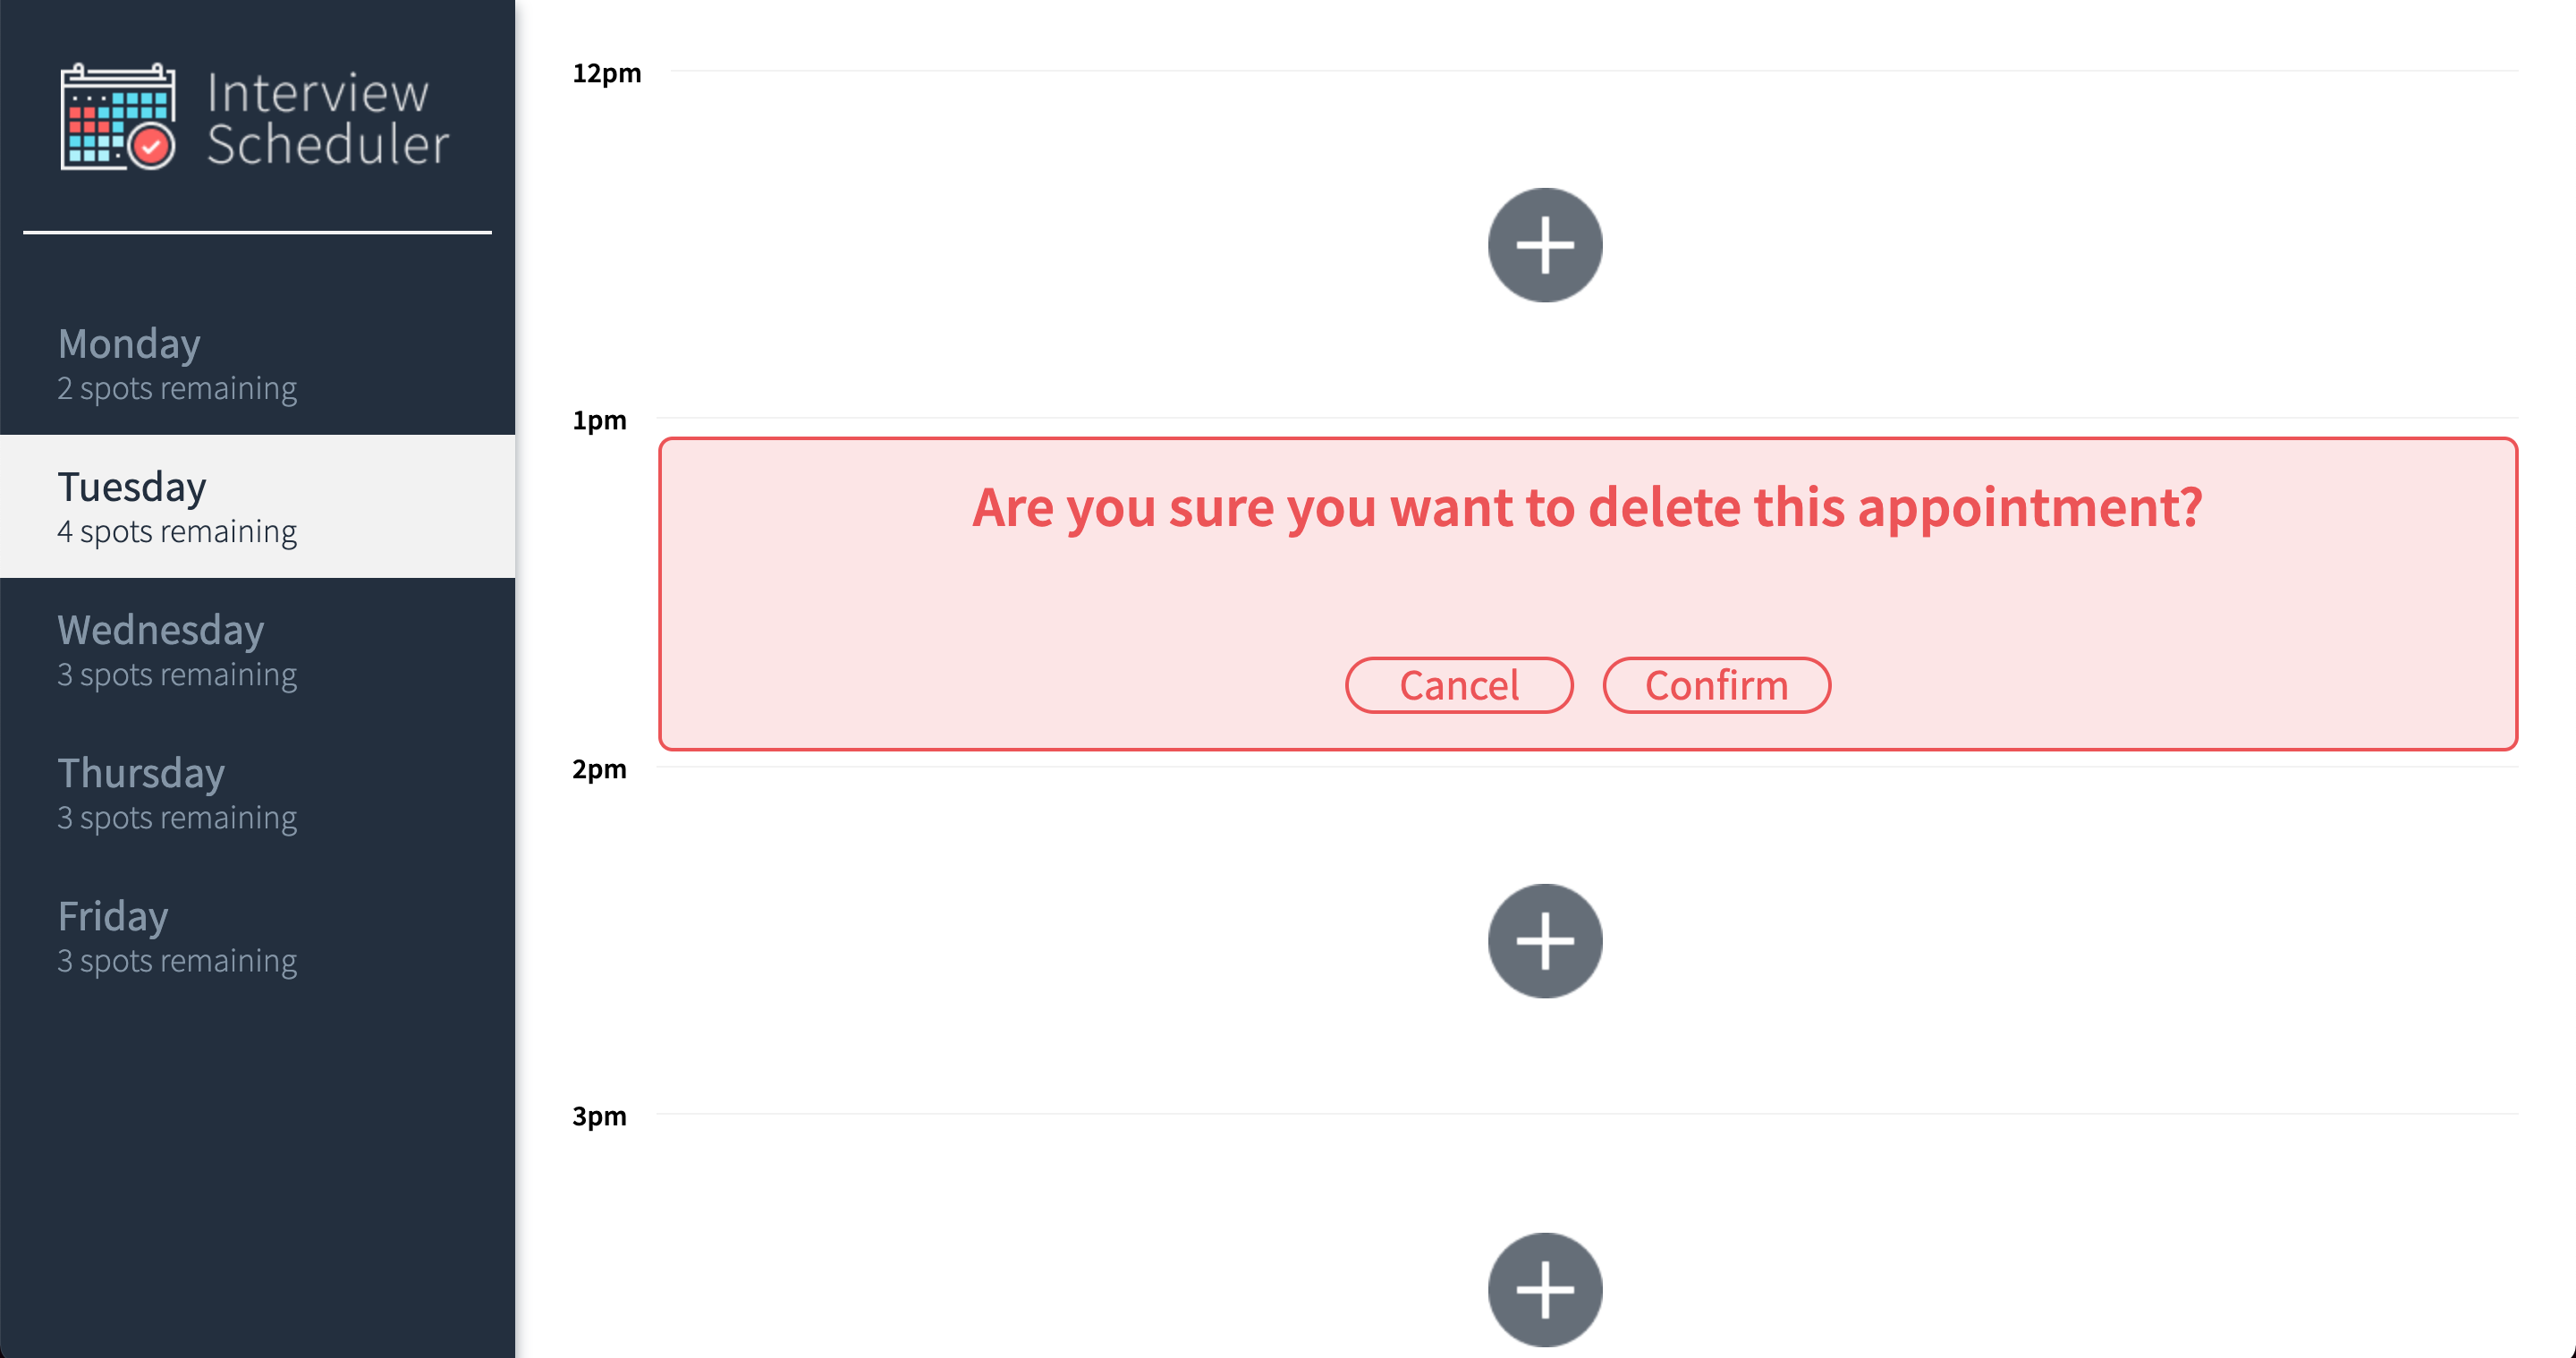 Interview
Scheduler
Monday
2 spots remaining
Tuesday
4 spots remaining
Wednesday
3 spots remaining
Thursday
3 spots remaining
Friday
3 spots remaining
12pm
1pm
Are you sure you want to delete this appointment?
Cancel Confirm
2pm
3pm